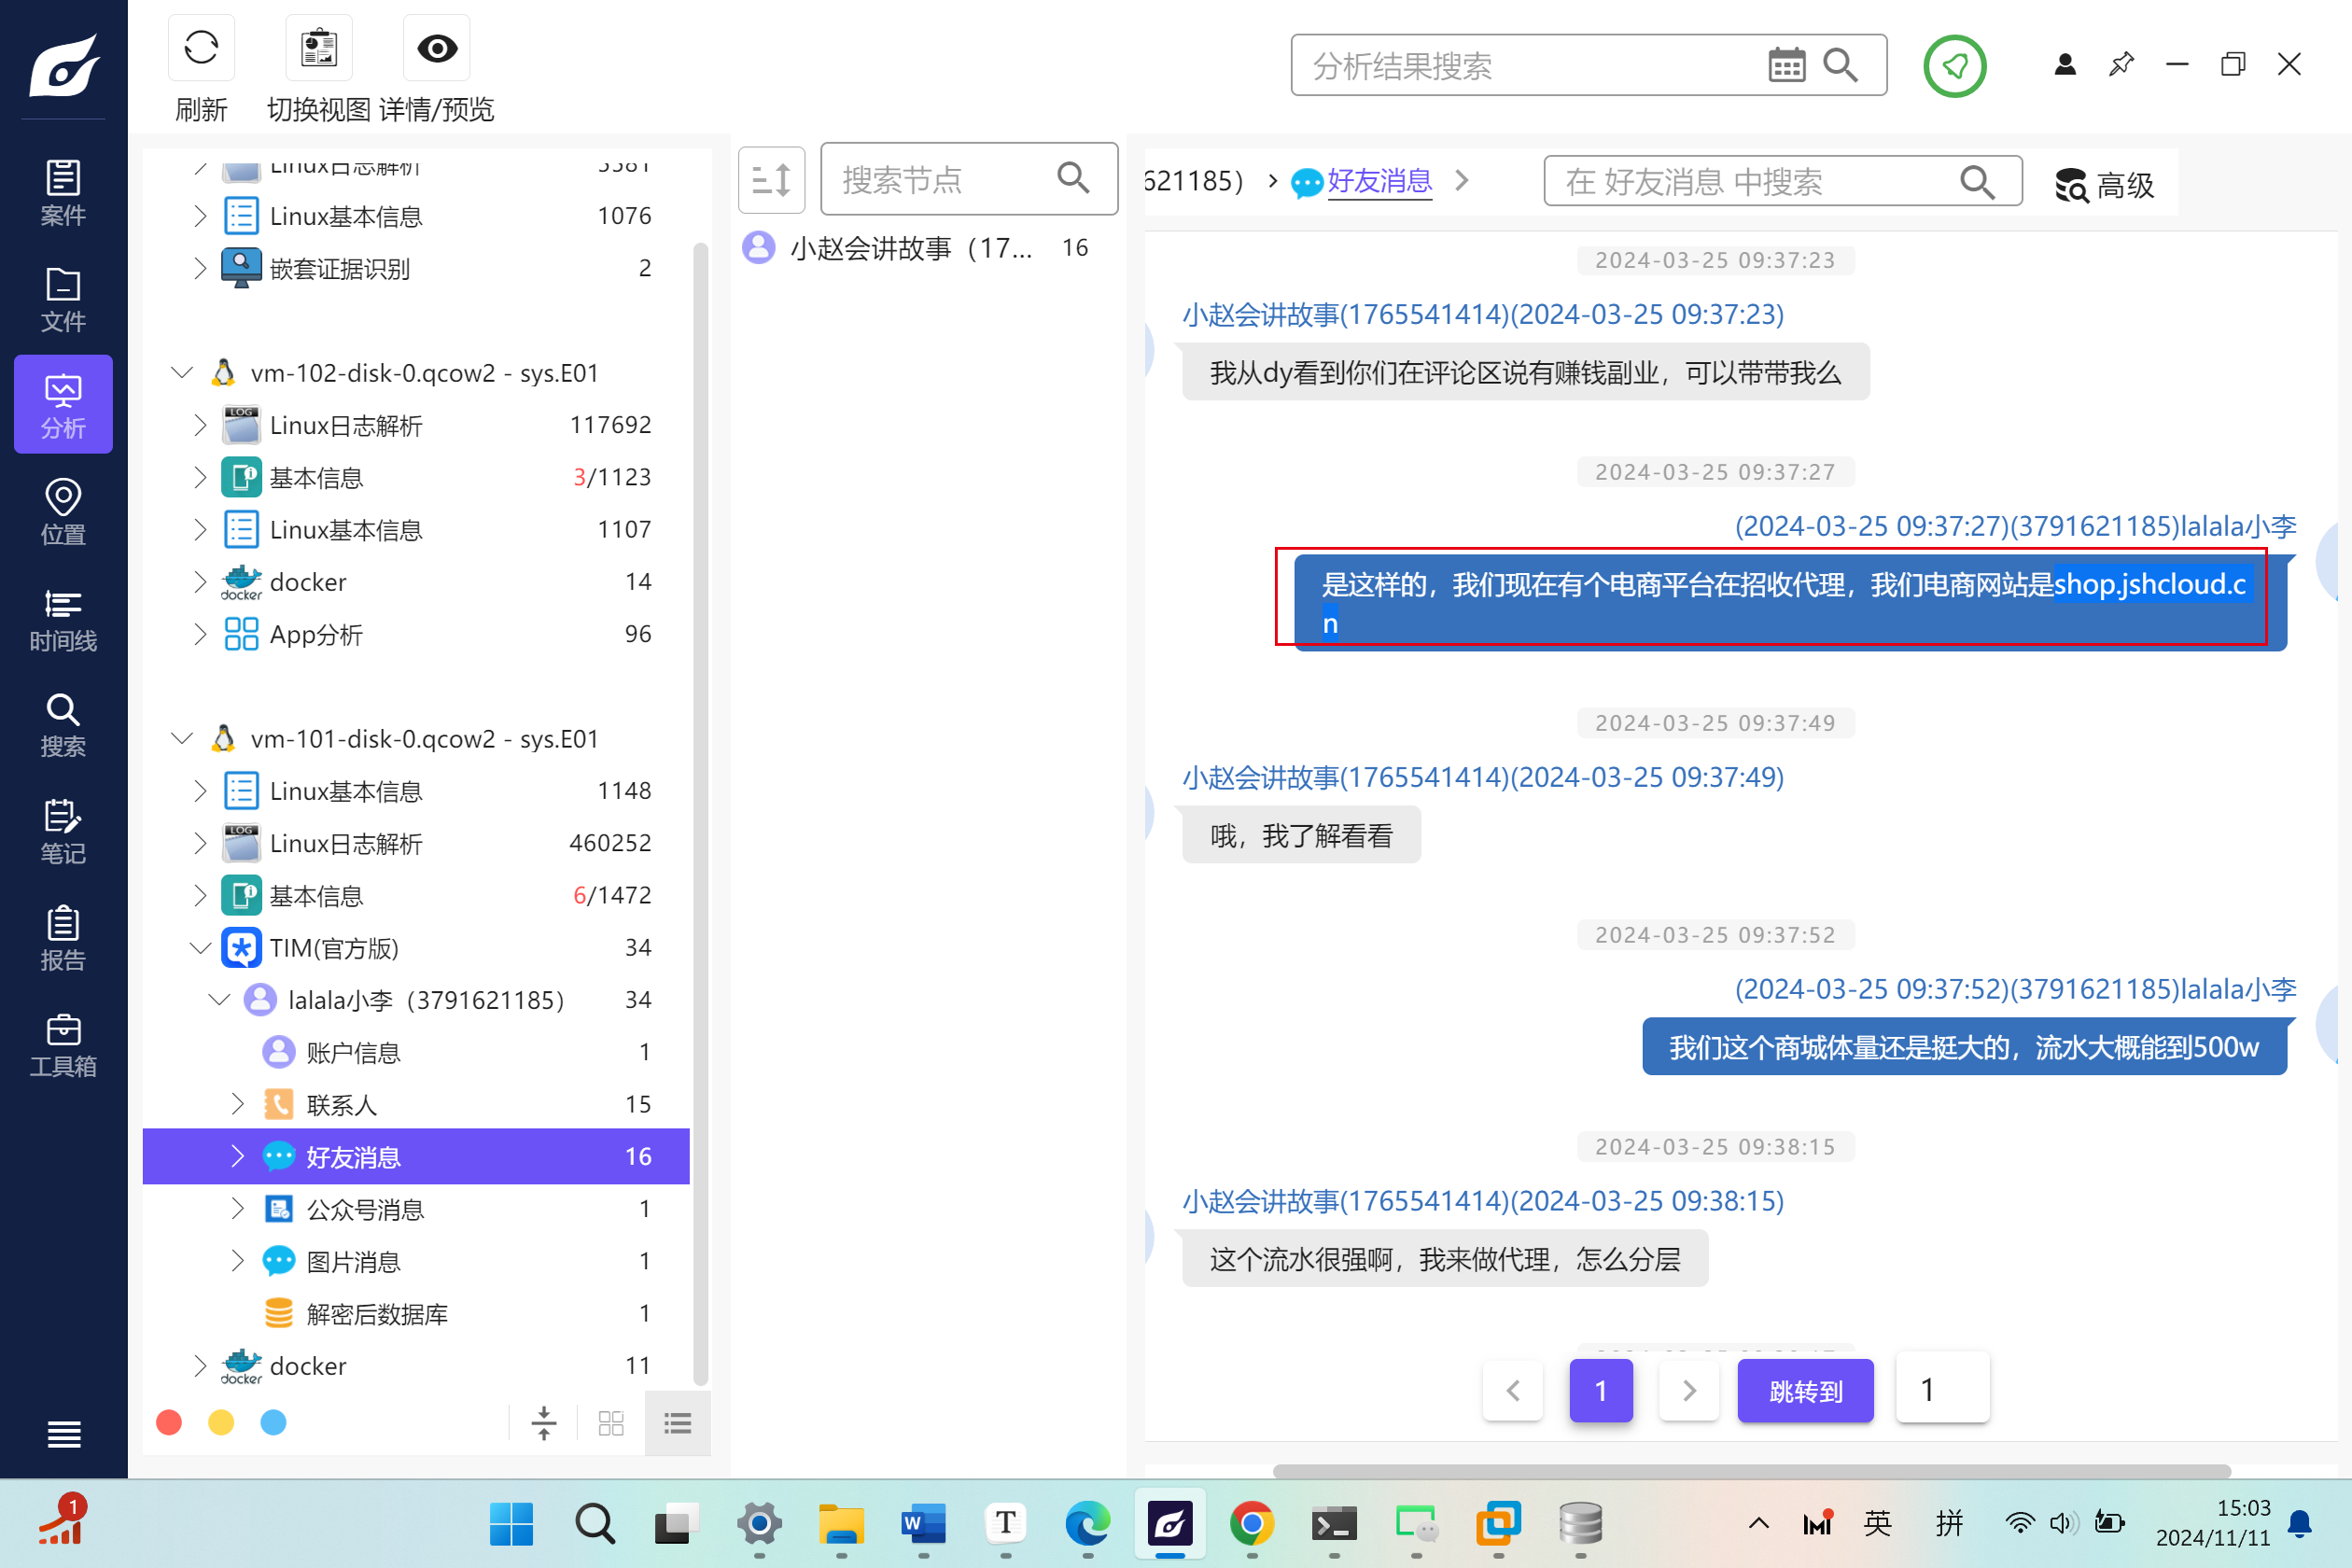 刷新
切换视图
详情/预览
分析结果搜索
案件
文件
分析
位置
时间线
搜索
笔记
报告
工具箱
Linux日志解析 3381
Linux基本信息 1076
嵌套证据识别 2
vm-102-disk-0.qcow2 - sys.E01
Linux日志解析 117692
基本信息 3/1123
Linux基本信息 1107
docker 14
App分析 96
vm-101-disk-0.qcow2 - sys.E01
Linux基本信息 1148
Linux日志解析 460252
基本信息 6/1472
TIM(官方版) 34
lalala小李（3791621185） 34
账户信息 1
联系人 15
好友消息 16
公众号消息 1
图片消息 1
解密后数据库 1
docker 11
搜索节点
小赵会讲故事（17... 16
621185） > 好友消息 >
在 好友消息 中搜索
高级
2024-03-25 09:37:23
小赵会讲故事(1765541414)(2024-03-25 09:37:23)
我从dy看到你们在评论区说有赚钱副业，可以带带我么
2024-03-25 09:37:27
(2024-03-25 09:37:27)(3791621185)lalala小李
是这样的，我们现在有个电商平台在招收代理，我们电商网站是shop.jshcloud.c
n
2024-03-25 09:37:49
小赵会讲故事(1765541414)(2024-03-25 09:37:49)
哦，我了解看看
2024-03-25 09:37:52
(2024-03-25 09:37:52)(3791621185)lalala小李
我们这个商城体量还是挺大的，流水大概能到500w
2024-03-25 09:38:15
小赵会讲故事(1765541414)(2024-03-25 09:38:15)
这个流水很强啊，我来做代理，怎么分层
1
跳转到
1
1
英
拼
15:03
2024/11/11